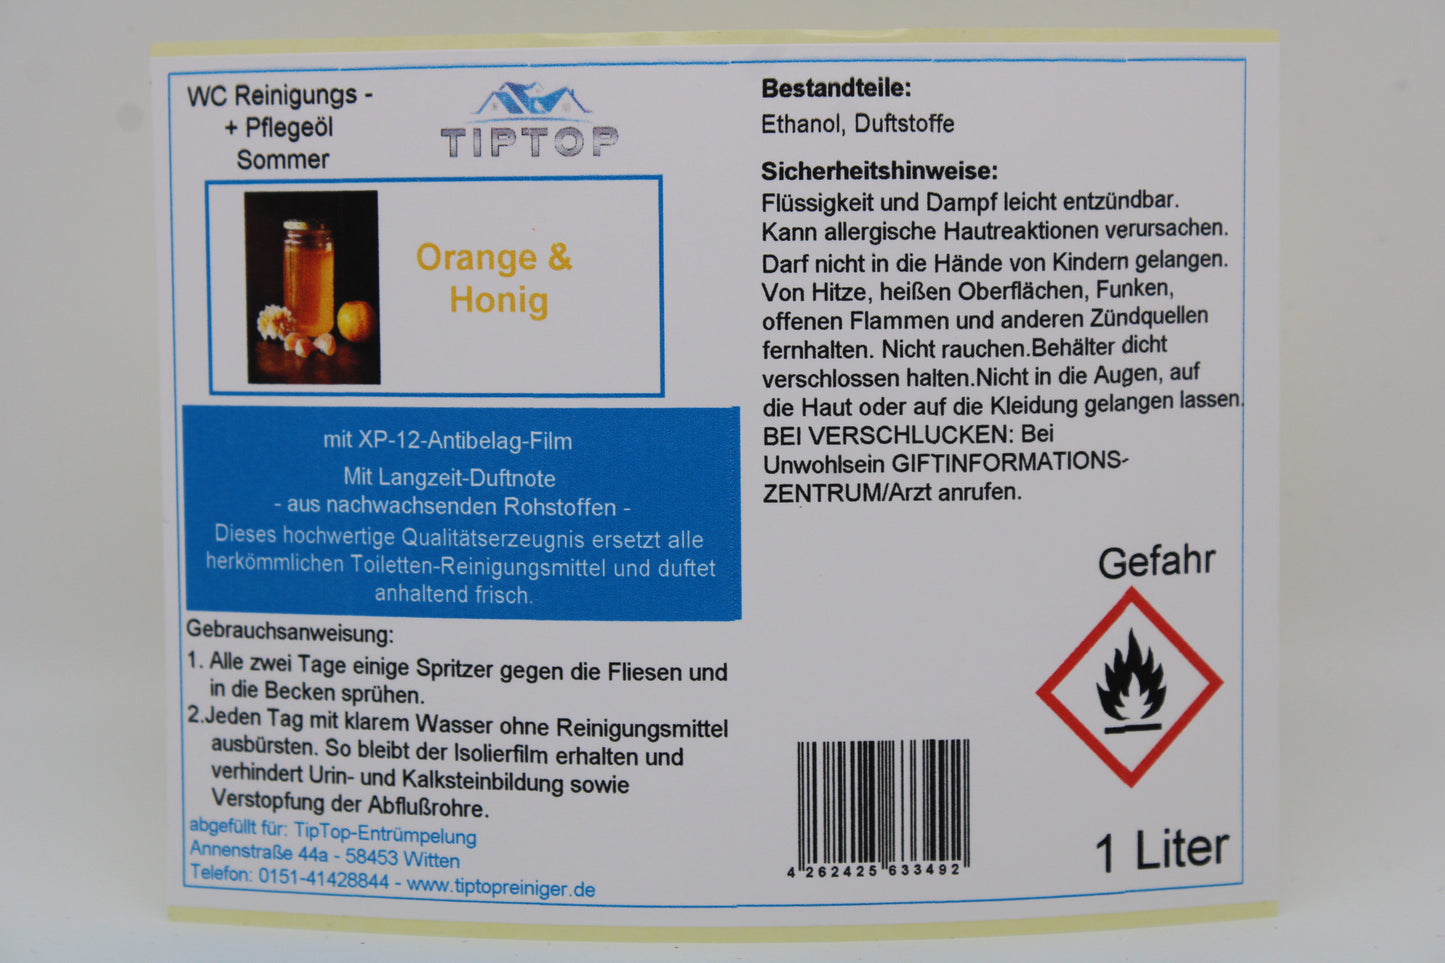 WC Reinigungs -
+ Pflegeöl
Sommer
TIPTOP
Orange &
Honig
mit XP-12-Antibelag-Film
Mit Langzeit-Duftnote
- aus nachwachsenden Rohstoffen -
Dieses hochwertige Qualitätserzeugnis ersetzt alle
herkömmlichen Toiletten-Reinigungsmittel und duftet
anhaltend frisch.
Gebrauchsanweisung:
1. Alle zwei Tage einige Spritzer gegen die Fliesen und
in die Becken sprühen.
2.Jeden Tag mit klarem Wasser ohne Reinigungsmittel
ausbürsten. So bleibt der Isolierfilm erhalten und
verhindert Urin- und Kalksteinbildung sowie
Verstopfung der Abflußrohre.
abgefüllt für: TipTop-Entrümpelung
Annenstraße 44a - 58453 Witten
Telefon: 0151-41428844 - www.tiptopreiniger.de
Bestandteile:
Ethanol, Duftstoffe
Sicherheitshinweise:
Flüssigkeit und Dampf leicht entzündbar.
Kann allergische Hautreaktionen verursachen.
Darf nicht in die Hände von Kindern gelangen.
Von Hitze, heißen Oberflächen, Funken,
offenen Flammen und anderen Zündquellen
fernhalten. Nicht rauchen.Behälter dicht
verschlossen halten.Nicht in die Augen, auf
die Haut oder auf die Kleidung gelangen lassen.
BEI VERSCHLUCKEN: Bei
Unwohlsein GIFTINFORMATIONS-
ZENTRUM/Arzt anrufen.
Gefahr
4 262425 633492
1 Liter